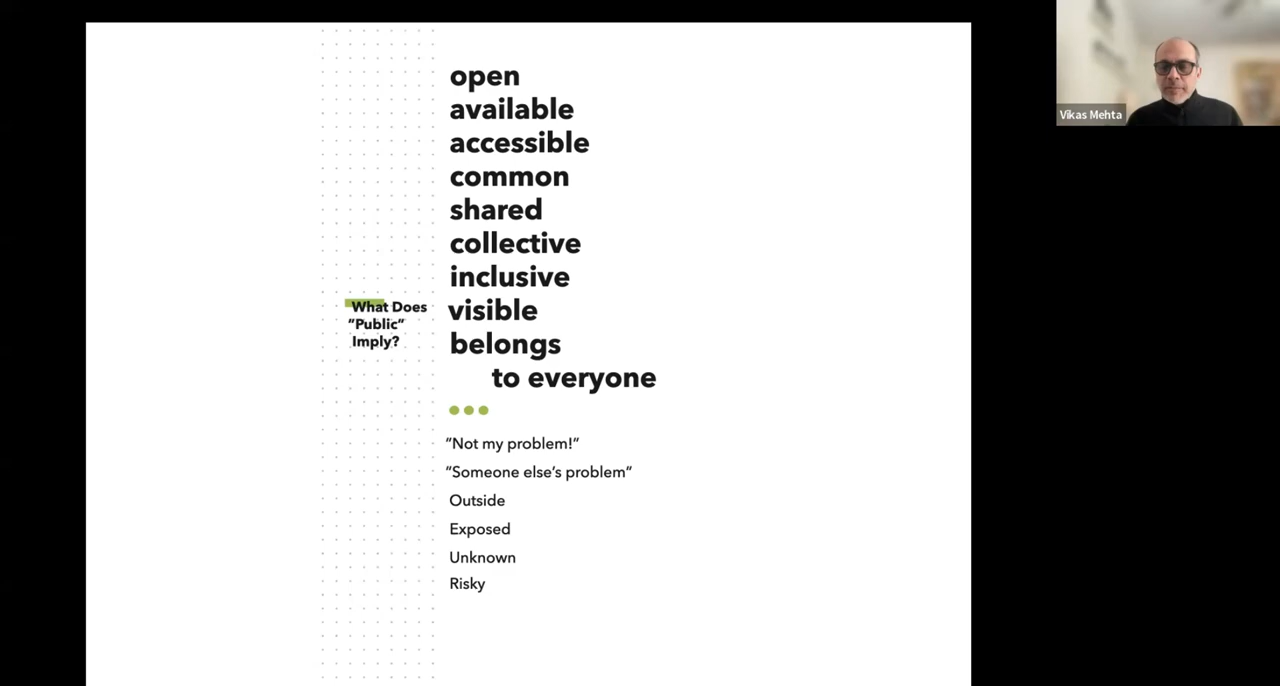 What Does
“Public”
Imply?
open
available
accessible
common
shared
collective
inclusive
visible
belongs
to everyone
“Not my problem!”
“Someone else’s problem”
Outside
Exposed
Unknown
Risky
Vikas Mehta